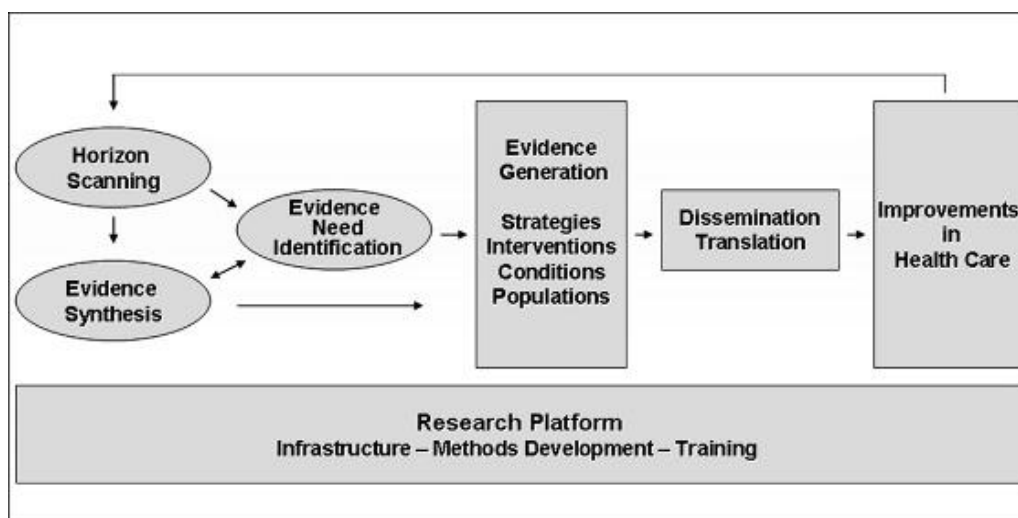 Horizon
Scanning
Evidence
Synthesis
Evidence
Need
Identification
Evidence
Generation
Strategies
Interventions
Conditions
Populations
Dissemination
Translation
Improvements
in
Health Care
Research Platform
Infrastructure – Methods Development – Training